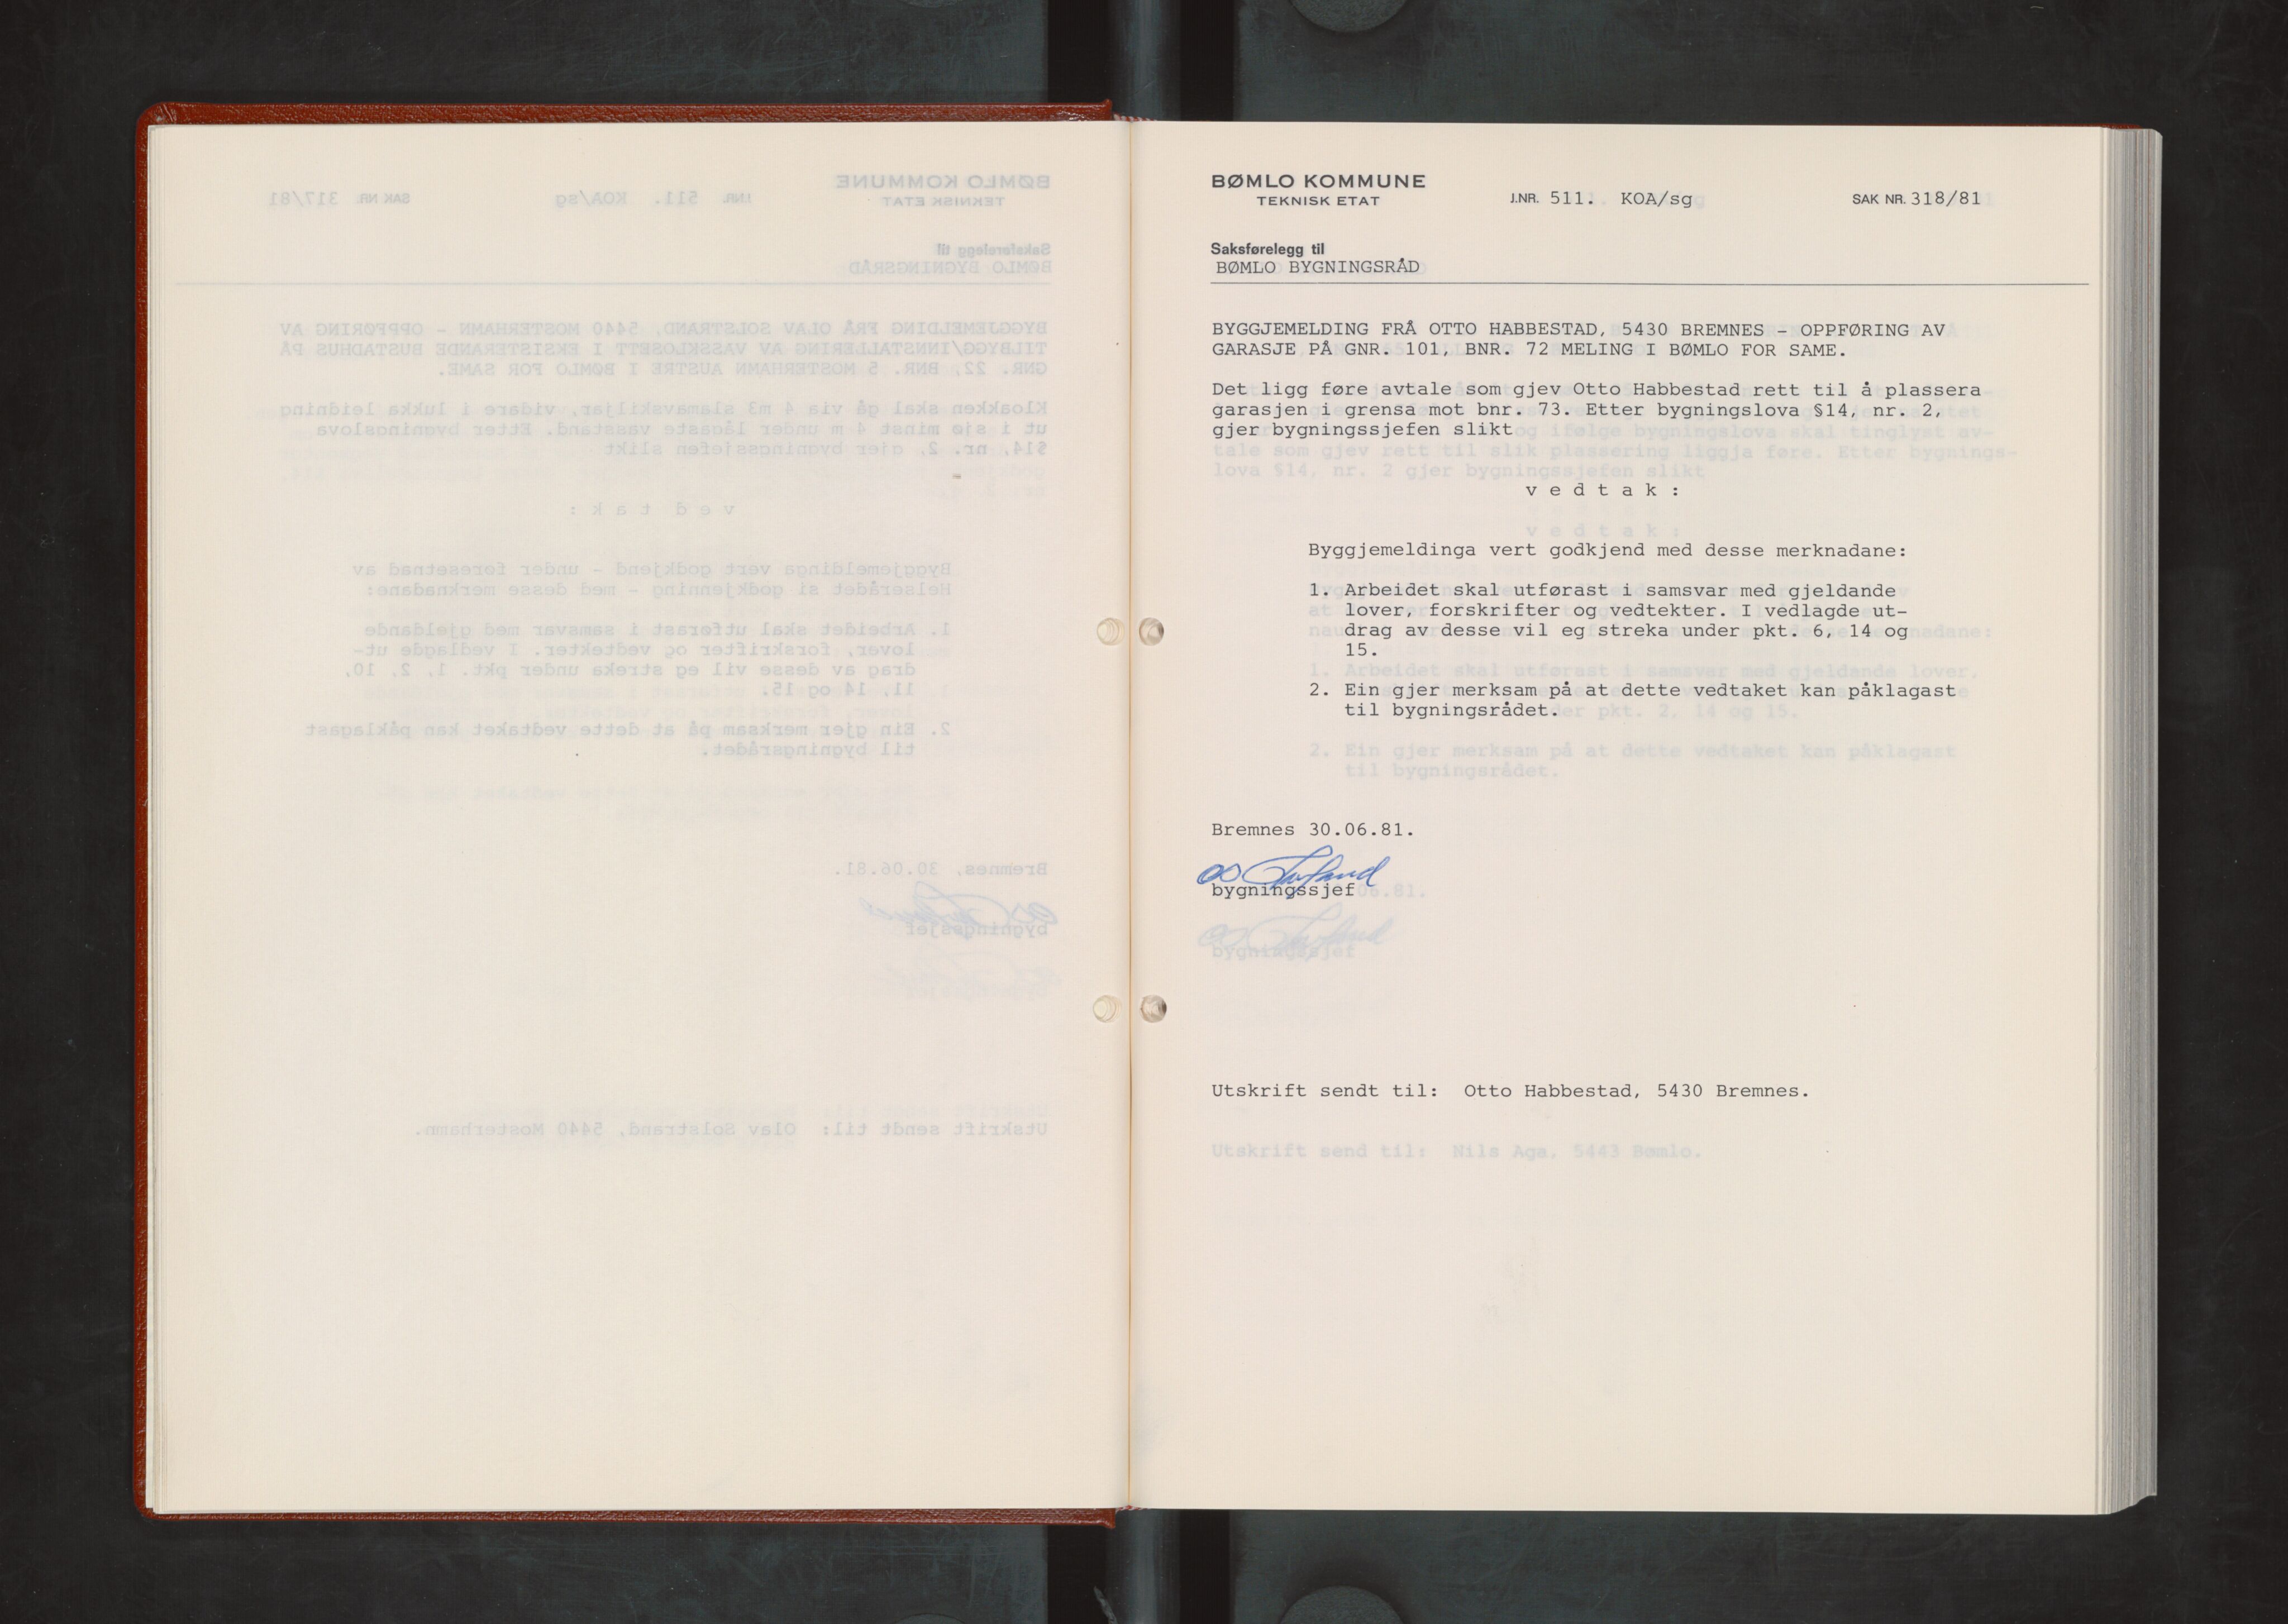 BØMLO KOMMUNE
TEKNISK ETAT
J.NR. 511. KOA/sg
SAK NR. 318/81
Saksførelegg til
BØMLO BYGNINGSRÅD
BYGGJEMELDING FRÅ OTTO HABBESTAD, 5430 BREMNES - OPPFØRING AV
GARASJE PÅ GNR. 101, BNR. 72 MELING I BØMLO FOR SAME.
Det ligg føre avtale som gjev Otto Habbestad rett til å plassera
garasjen i grensa mot bnr. 73. Etter bygningslova §14, nr. 2,
gjer bygningssjefen slikt
v e d t a k :
Byggjemeldinga vert godkjend med desse merknadane:
1. Arbeidet skal utførast i samsvar med gjeldande
lover, forskrifter og vedtekter. I vedlagde ut-
drag av desse vil eg streka under pkt. 6, 14 og
15.
2. Ein gjer merksam på at dette vedtaket kan påklagast
til bygningsrådet.
Bremnes 30.06.81.
bygningssjef
Utskrift sendt til: Otto Habbestad, 5430 Bremnes.